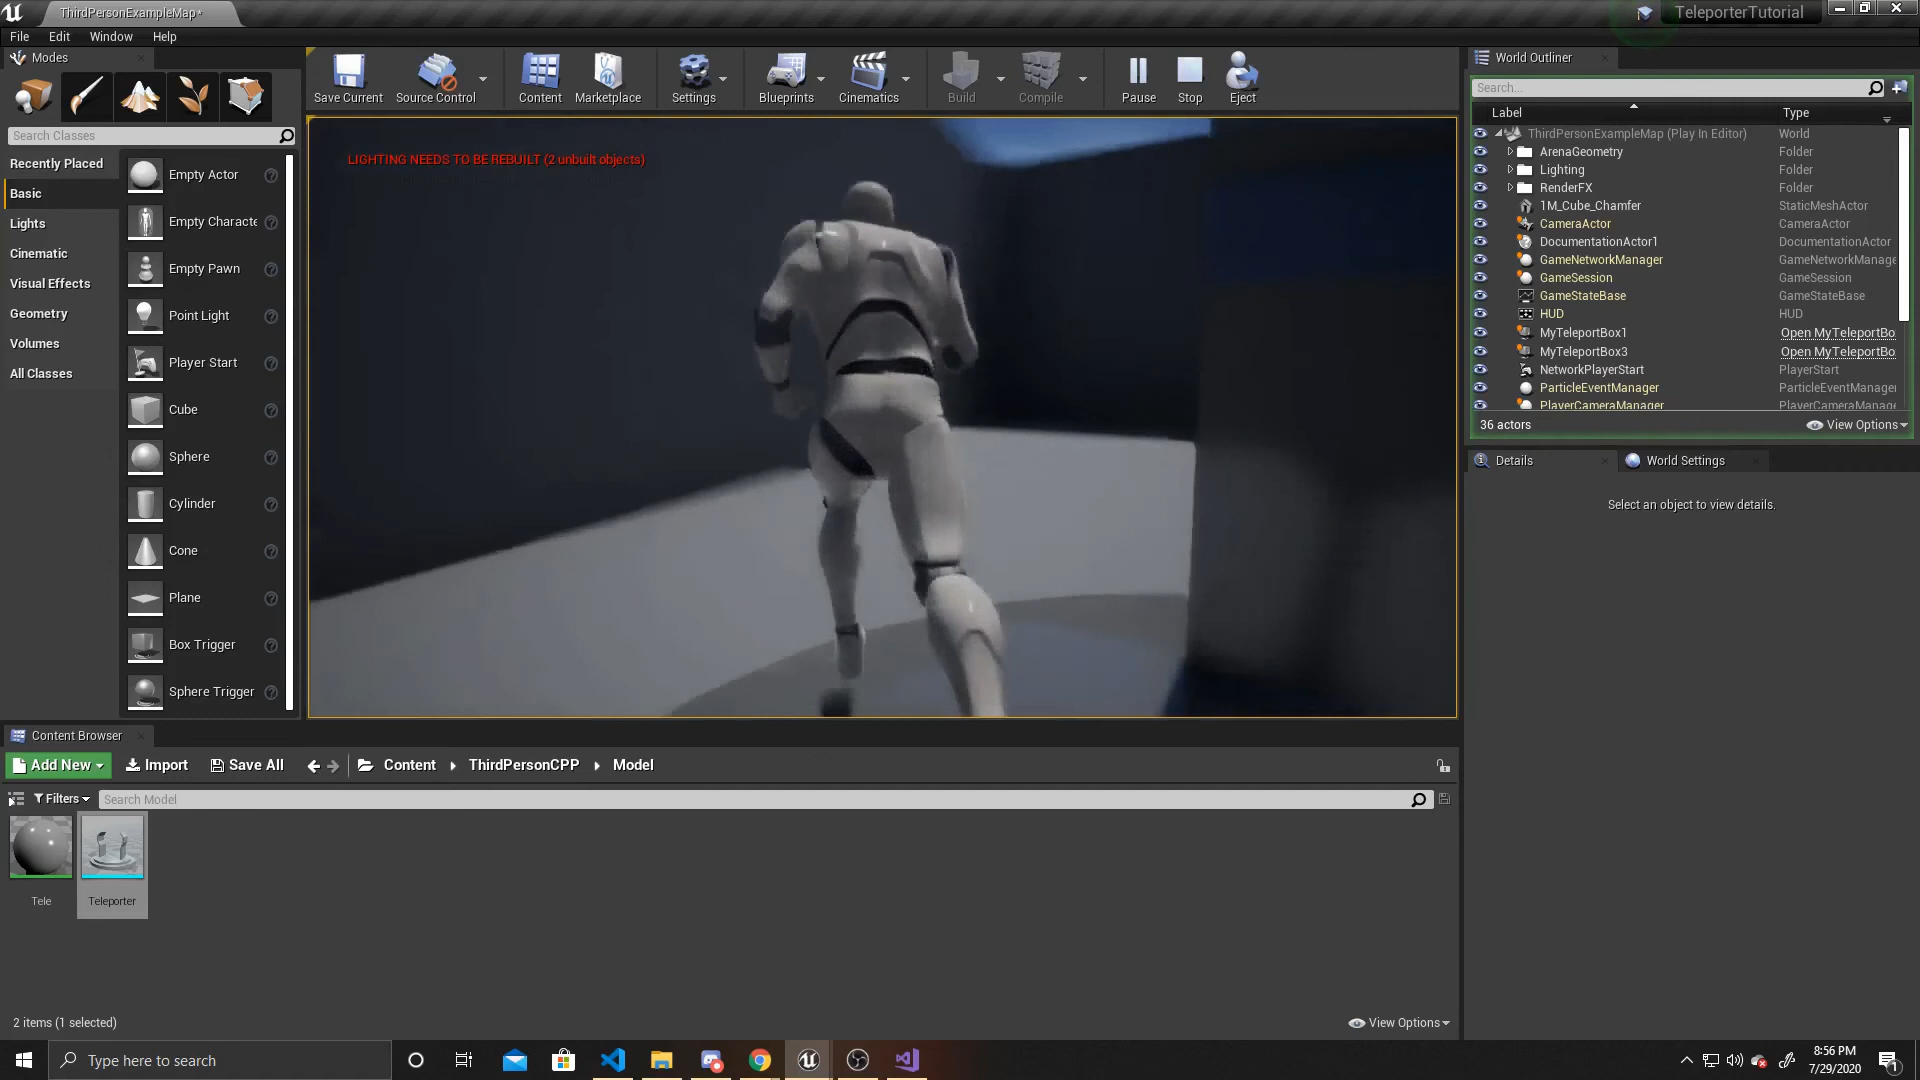 ThirdPersonExampleMap*
TeleporterTutorial
File Edit Window Help
Modes
Save Current
Source Control
Content
Marketplace
Settings
Blueprints
Cinematics
Build
Compile
Pause
Stop
Eject
Search Classes
Recently Placed
Basic
Lights
Cinematic
Visual Effects
Geometry
Volumes
All Classes
Empty Actor
Empty Characte
Empty Pawn
Point Light
Player Start
Cube
Sphere
Cylinder
Cone
Plane
Box Trigger
Sphere Trigger
LIGHTING NEEDS TO BE REBUILT (2 unbuilt objects)
World Outliner
Search...
Label Type
ThirdPersonExampleMap (Play In Editor) World
ArenaGeometry Folder
Lighting Folder
RenderFX Folder
1M_Cube_Chamfer StaticMeshActor
CameraActor CameraActor
DocumentationActor1 DocumentationActor
GameNetworkManager GameNetworkManage
GameSession GameSession
GameStateBase GameStateBase
HUD HUD
MyTeleportBox1 Open MyTeleportBo
MyTeleportBox3 Open MyTeleportBo
NetworkPlayerStart PlayerStart
ParticleEventManager ParticleEventManager
PlayerCameraManager PlayerCameraManage
36 actors View Options
Details World Settings
Select an object to view details.
Content Browser
Add New Import Save All Content ThirdPersonCPP Model
Filters Search Model
Tele
Teleporter
2 items (1 selected) View Options
Type here to search
8:56 PM
7/29/2020
1